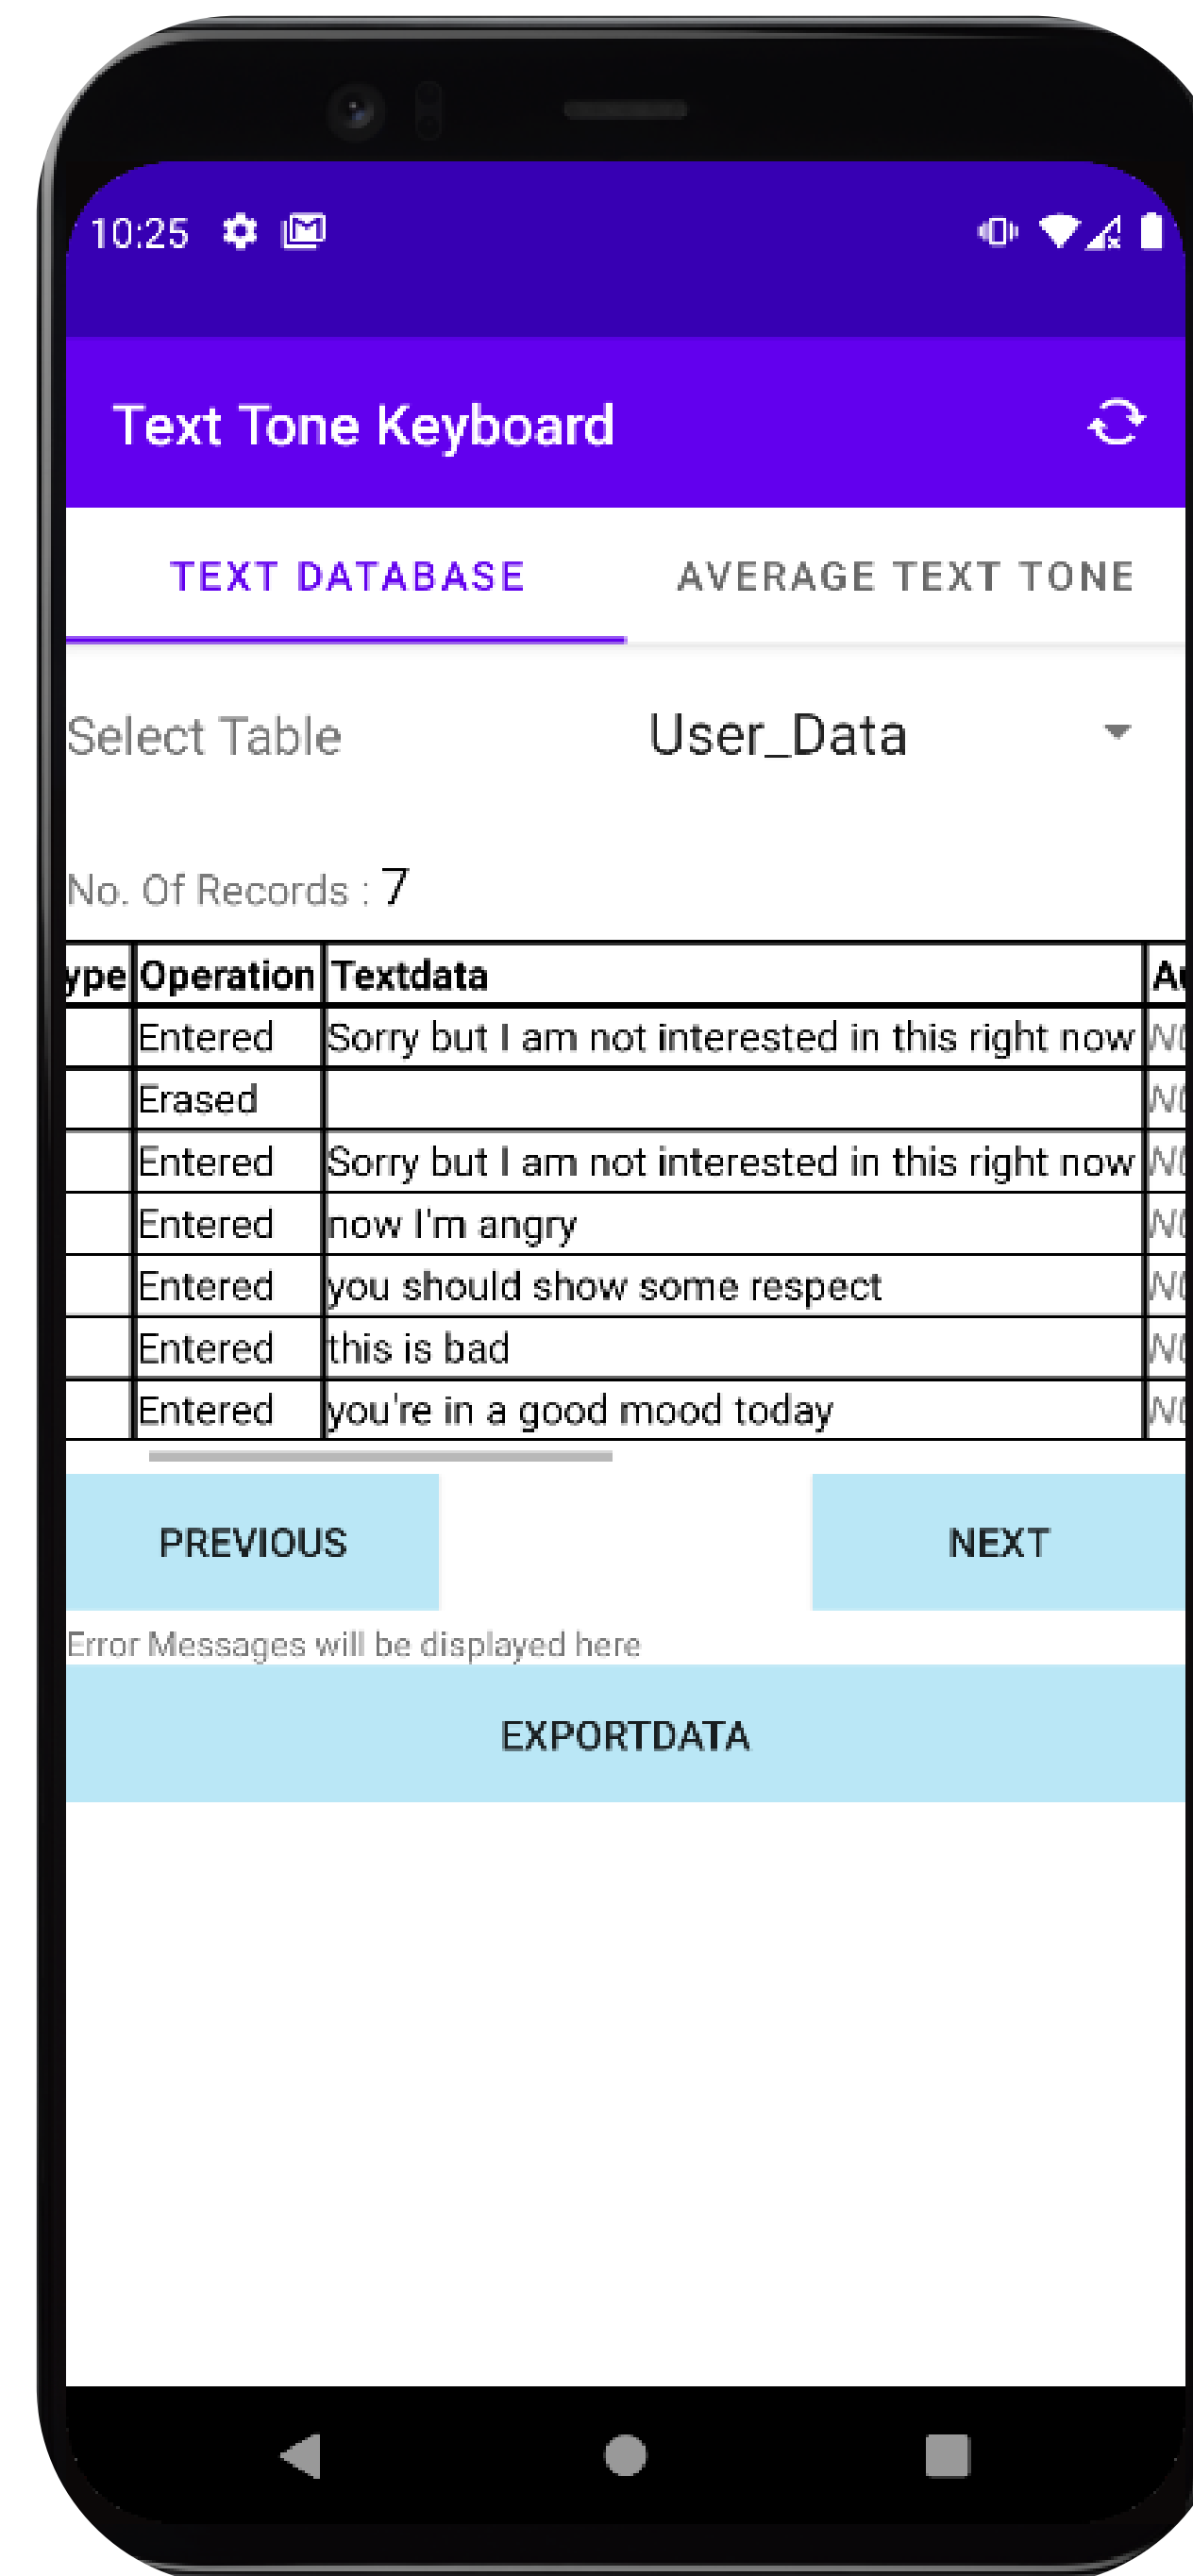 10:25
Text Tone Keyboard
TEXT DATABASE AVERAGE TEXT TONE
Select Table User_Data
No. Of Records : 7
ype Operation Textdata
Entered Sorry but I am not interested in this right now
Erased
Entered Sorry but I am not interested in this right now
Entered now I'm angry
Entered you should show some respect
Entered this is bad
Entered you're in a good mood today
PREVIOUS NEXT
Error Messages will be displayed here
EXPORTDATA